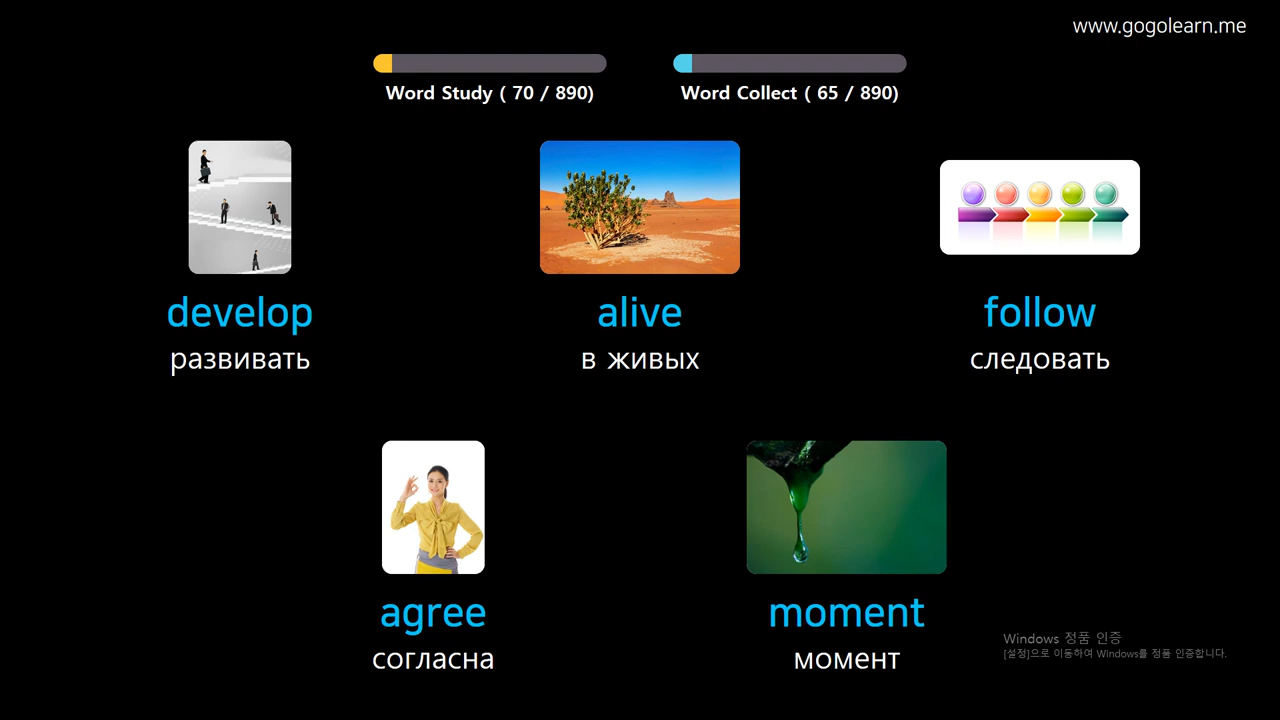 www.gogolearn.me
Word Study ( 70 / 890)
Word Collect ( 65 / 890)
develop
развивать
alive
в живых
follow
следовать
agree
согласна
moment
момент
Windows 정품 인증
[설정]으로 이동하여 Windows를 정품 인증합니다.